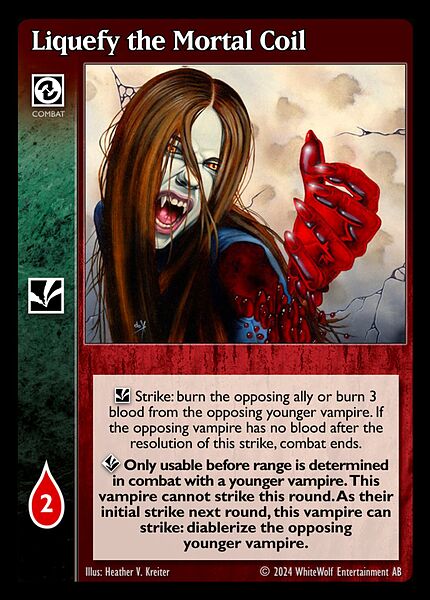 Liquefy the Mortal Coil
COMBAT
Strike: burn the opposing ally or burn 3
blood from the opposing younger vampire. If
the opposing vampire has no blood after the
resolution of this strike, combat ends.
Only usable before range is determined
in combat with a younger vampire. This
vampire cannot strike this round. As their
initial strike next round, this vampire can
strike: diablerize the opposing
younger vampire.
2
Illus: Heather V. Kreiter
© 2024 WhiteWolf Entertainment AB